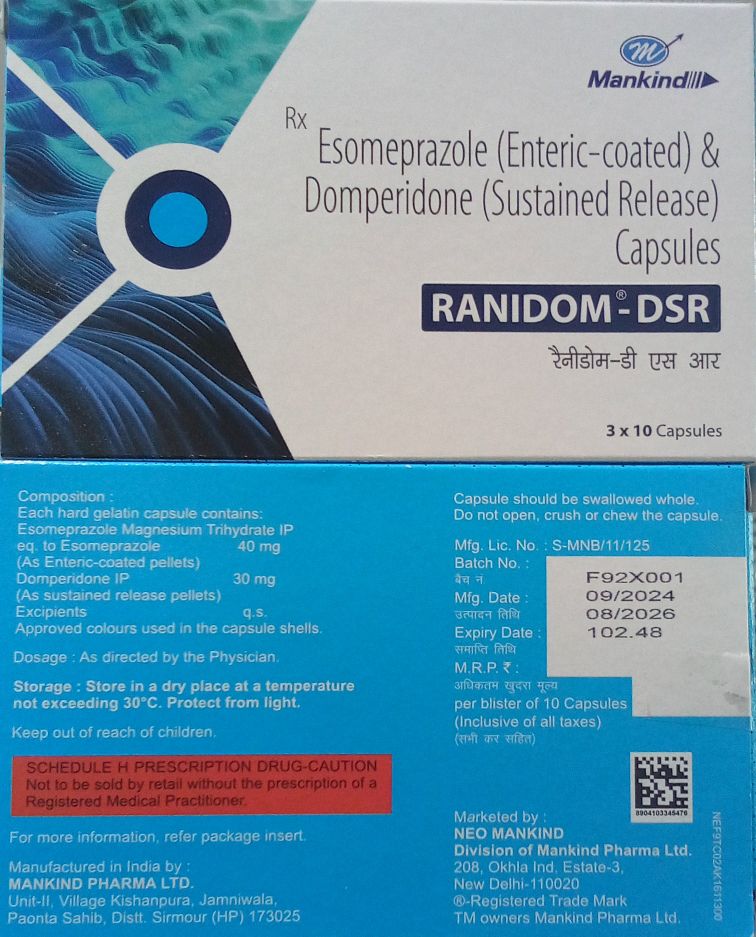 m
Mankind
Rx
Esomeprazole (Enteric-coated) &
Domperidone (Sustained Release)
Capsules
RANIDOM®-DSR
रैनीडोम-डी एस आर
3 x 10 Capsules
Composition :
Each hard gelatin capsule contains:
Esomeprazole Magnesium Trihydrate IP
eq. to Esomeprazole 40 mg
(As Enteric-coated pellets)
Domperidone IP 30 mg
(As sustained release pellets)
Excipients q.s.
Approved colours used in the capsule shells.
Dosage : As directed by the Physician.
Storage : Store in a dry place at a temperature
not exceeding 30°C. Protect from light.
Keep out of reach of children.
SCHEDULE H PRESCRIPTION DRUG-CAUTION
Not to be sold by retail without the prescription of a
Registered Medical Practitioner.
For more information, refer package insert.
Manufactured in India by :
MANKIND PHARMA LTD.
Unit-II, Village Kishanpura, Jamniwala,
Paonta Sahib, Distt. Sirmour (HP) 173025
Capsule should be swallowed whole.
Do not open, crush or chew the capsule.
Mfg. Lic. No. : S-MNB/11/125
Batch No. :
बैच नं
F92X001
Mfg. Date :
09/2024
उत्पादन तिथि
08/2026
Expiry Date :
102.48
समाप्ति तिथि
M.R.P. ₹ :
अधिकतम खुदरा मूल्य
per blister of 10 Capsules
(Inclusive of all taxes)
(सभी कर सहित)
8904103345476
Marketed by :
NEO MANKIND
Division of Mankind Pharma Ltd.
208, Okhla Ind. Estate-3,
New Delhi-110020
®-Registered Trade Mark
TM owners Mankind Pharma Ltd.
NEF9TC02AK1611300